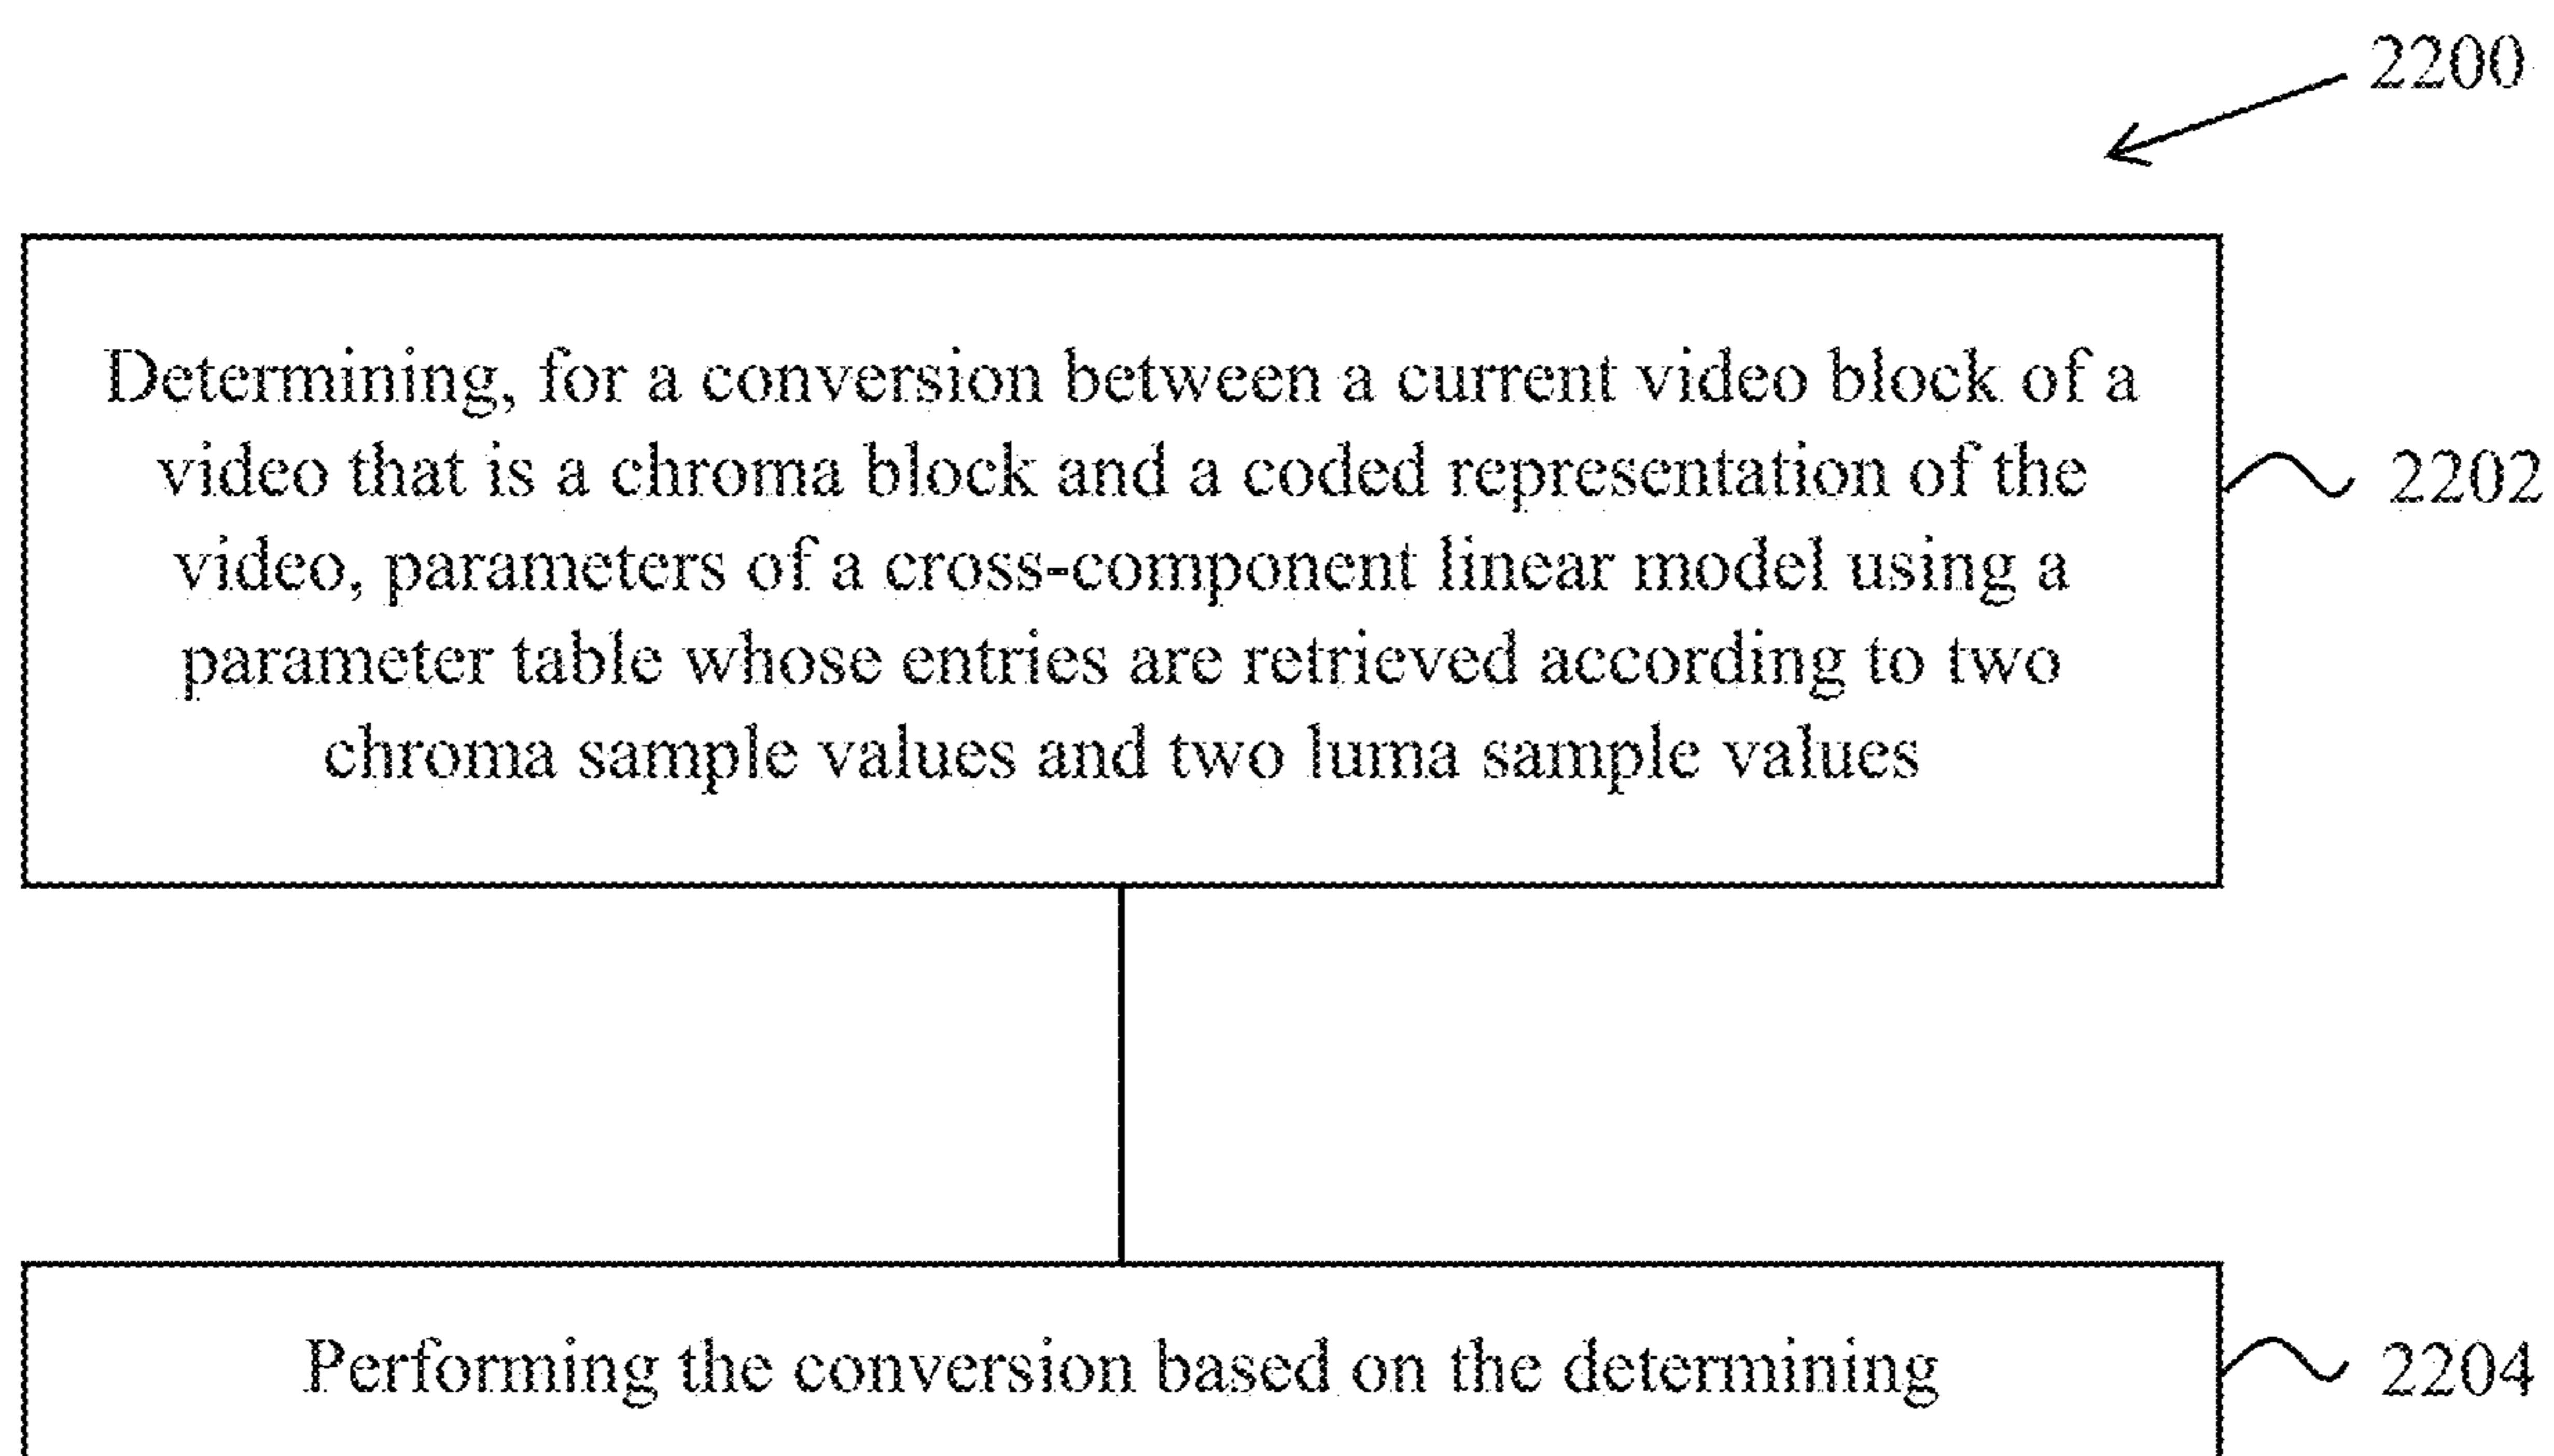 2200
Determining, for a conversion between a current video block of a
video that is a chroma block and a coded representation of the
video, parameters of a cross-component linear model using a
parameter table whose entries are retrieved according to two
chroma sample values and two luma sample values
2202
Performing the conversion based on the determining
2204